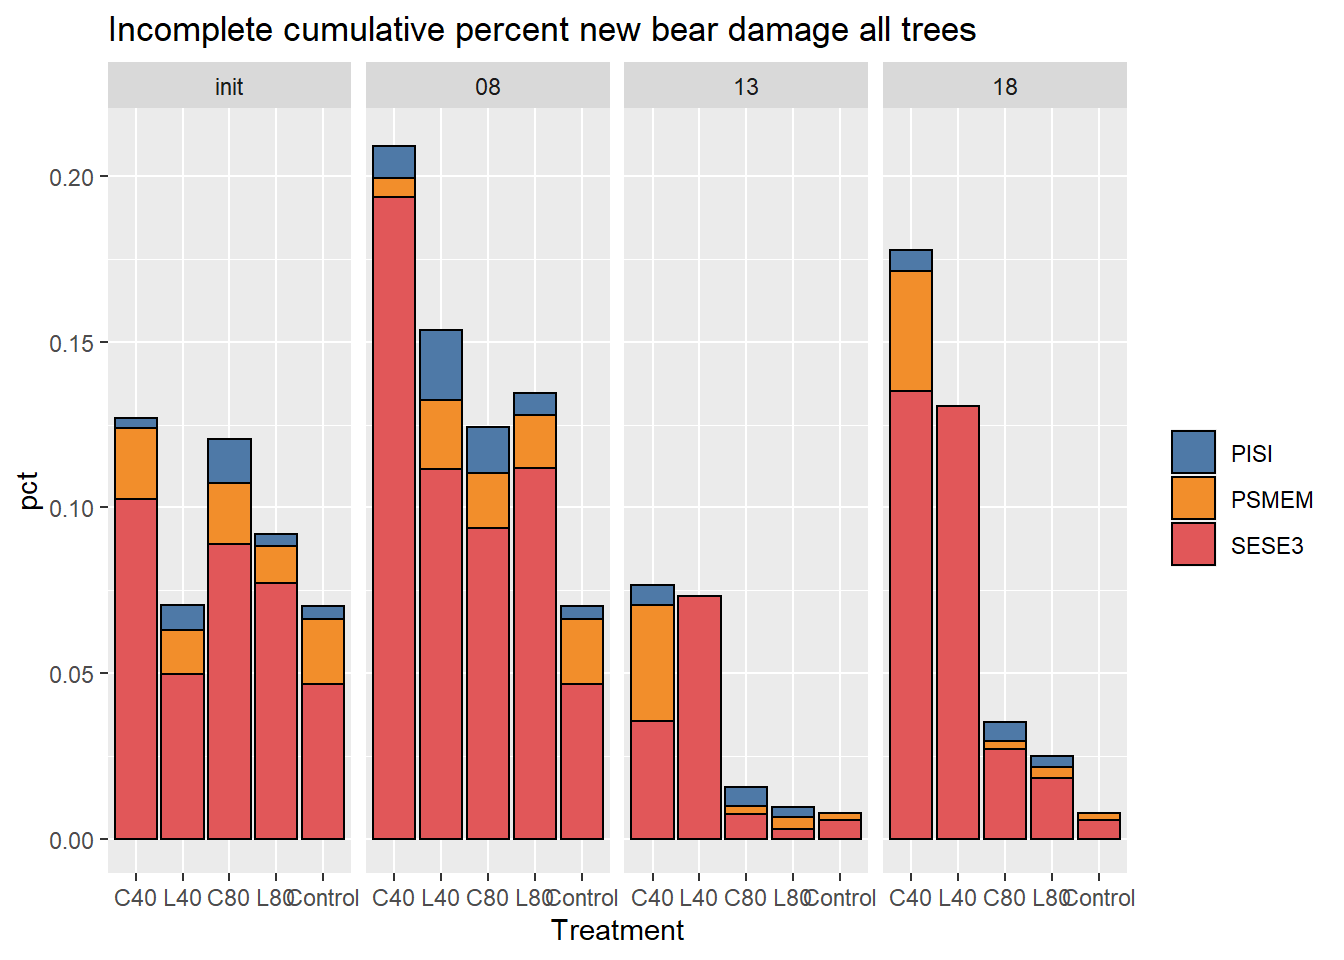 Incomplete cumulative percent new bear damage all trees
init 08 13 18
0.20
0.15
0.10
0.05
0.00
pct
PISI
PSMEM
SESE3
C40 L40 C80 L80 Control C40 L40 C80 L80 Control C40 L40 C80 L80 Control C40 L40 C80 L80 Control
Treatment